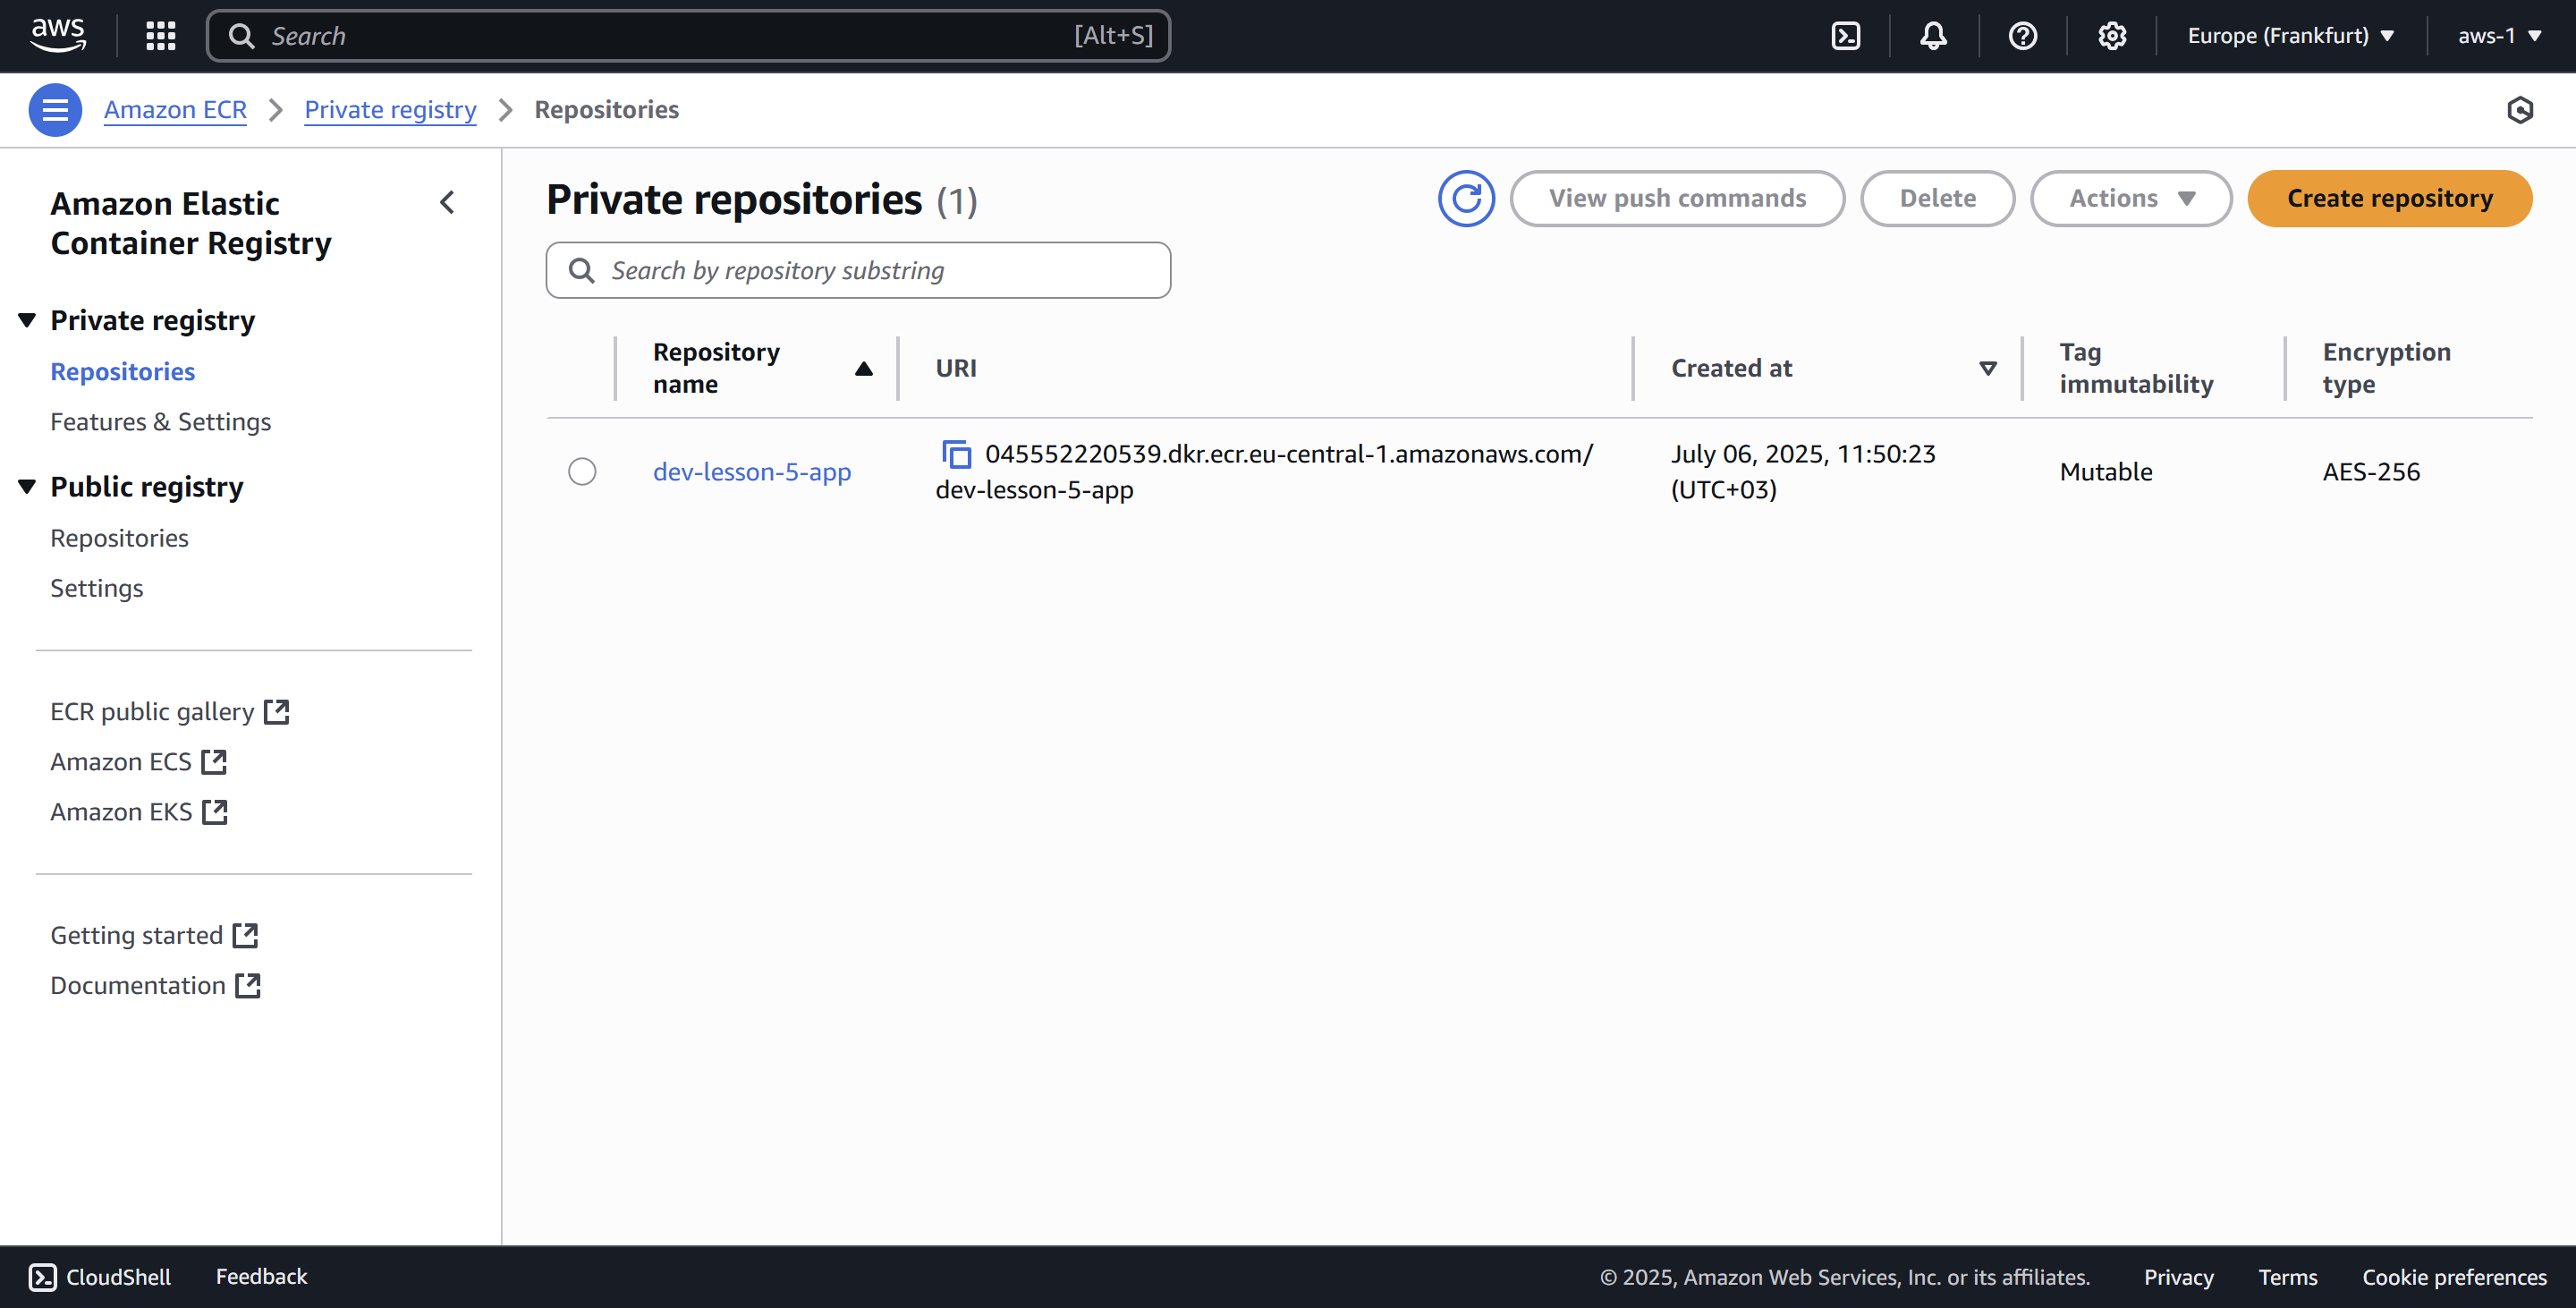 aws
Search [Alt+S] Europe (Frankfurt) aws-1
Amazon ECR Private registry Repositories
Amazon Elastic
Container Registry
Private registry
Repositories
Features & Settings
Public registry
Repositories
Settings
ECR public gallery
Amazon ECS
Amazon EKS
Getting started
Documentation
Private repositories (1)
View push commands Delete Actions Create repository
Search by repository substring
Repository
name
URI
Created at
Tag
immutability
Encryption
type
dev-lesson-5-app
045552220539.dkr.ecr.eu-central-1.amazonaws.com/
dev-lesson-5-app
July 06, 2025, 11:50:23
(UTC+03)
Mutable
AES-256
CloudShell Feedback © 2025, Amazon Web Services, Inc. or its affiliates. Privacy Terms Cookie preferences